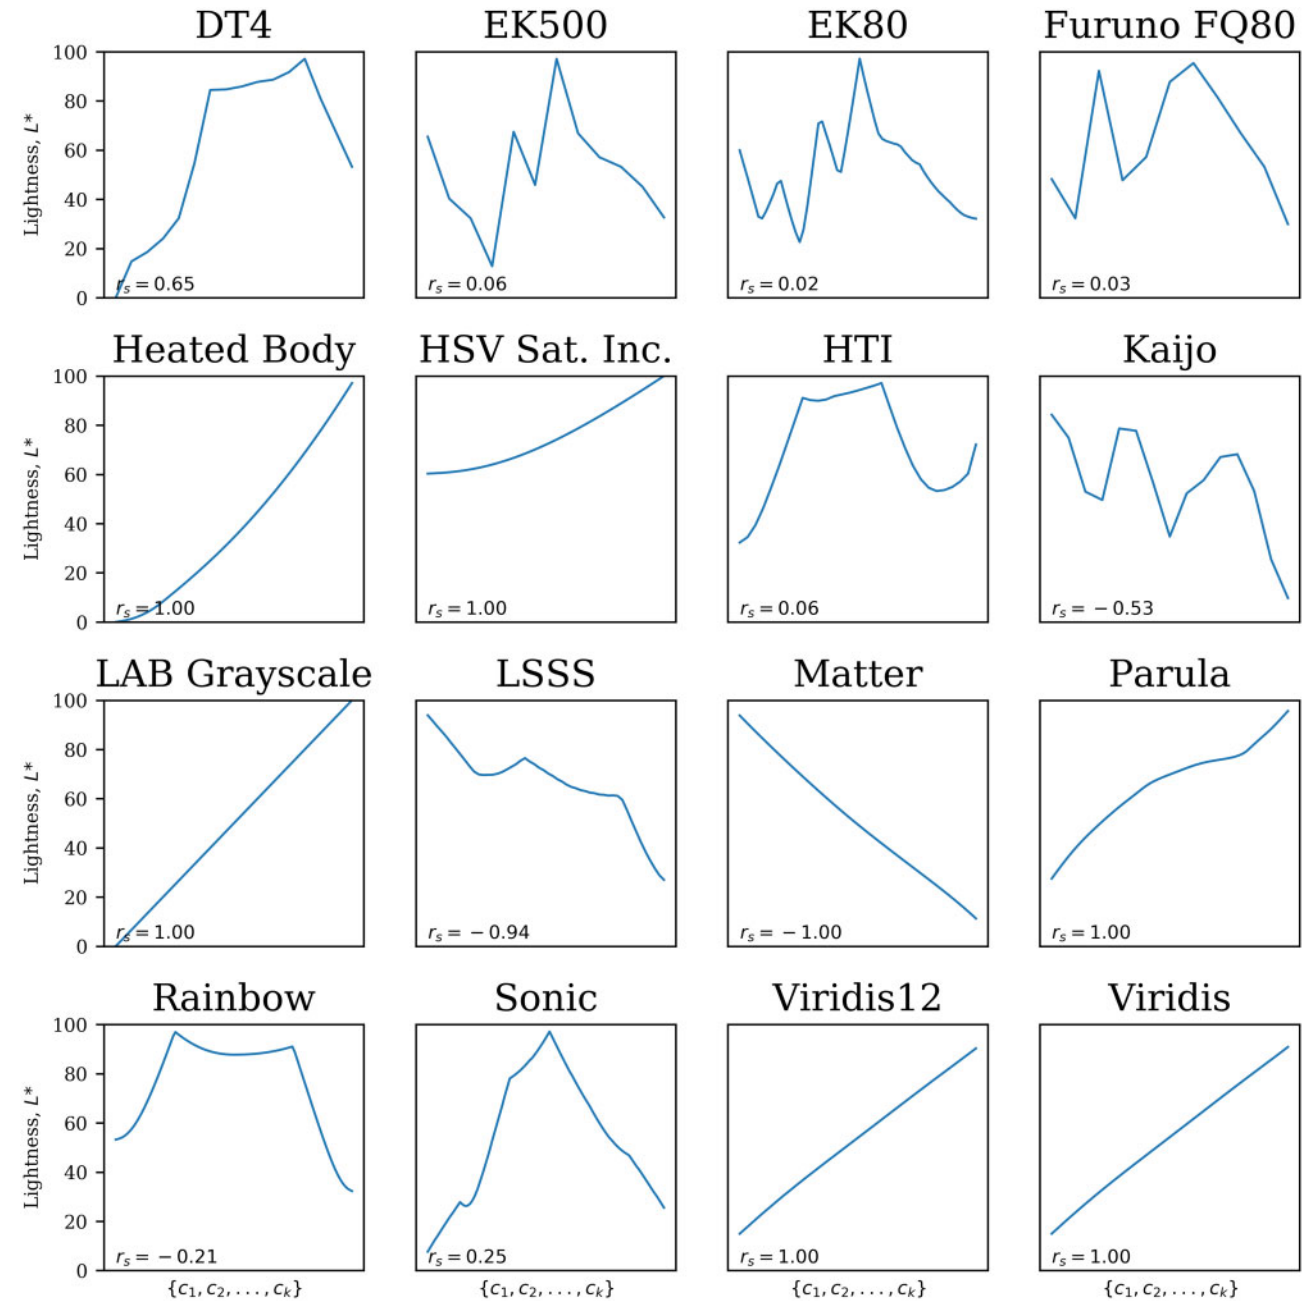 DT4 EK500 EK80 Furuno FQ80
100
80
60
40
20
0
Lightness, L*
r_s = 0.65 r_s = 0.06 r_s = 0.02 r_s = 0.03
Heated Body HSV Sat. Inc. HTI Kaijo
100
80
60
40
20
0
Lightness, L*
r_s = 1.00 r_s = 1.00 r_s = 0.06 r_s = −0.53
LAB Grayscale LSSS Matter Parula
100
80
60
40
20
0
Lightness, L*
r_s = 1.00 r_s = −0.94 r_s = −1.00 r_s = 1.00
Rainbow Sonic Viridis12 Viridis
100
80
60
40
20
0
Lightness, L*
r_s = −0.21 r_s = 0.25 r_s = 1.00 r_s = 1.00
{c_1, c_2, . . . , c_k} {c_1, c_2, . . . , c_k} {c_1, c_2, . . . , c_k} {c_1, c_2, . . . , c_k}